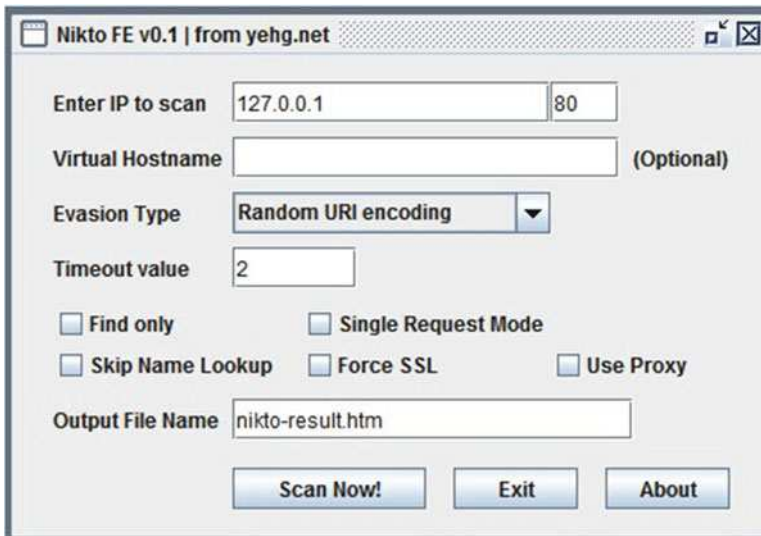 Nikto FE v0.1 | from yehg.net
Enter IP to scan 127.0.0.1 80
Virtual Hostname (Optional)
Evasion Type Random URI encoding
Timeout value 2
Find only Single Request Mode
Skip Name Lookup Force SSL Use Proxy
Output File Name nikto-result.htm
Scan Now! Exit About